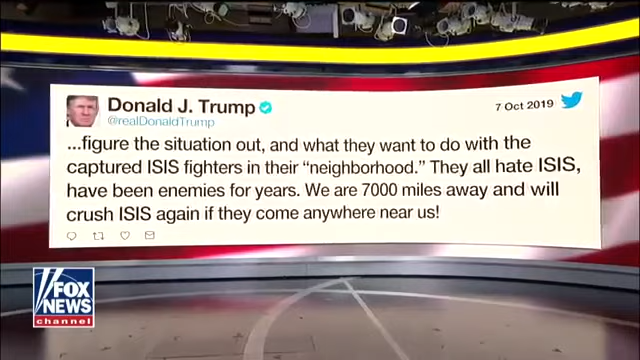 Donald J. Trump
7 Oct 2019
@realDonaldTrump
...figure the situation out, and what they want to do with the
captured ISIS fighters in their “neighborhood.” They all hate ISIS,
have been enemies for years. We are 7000 miles away and will
crush ISIS again if they come anywhere near us!
FOX
NEWS
channel